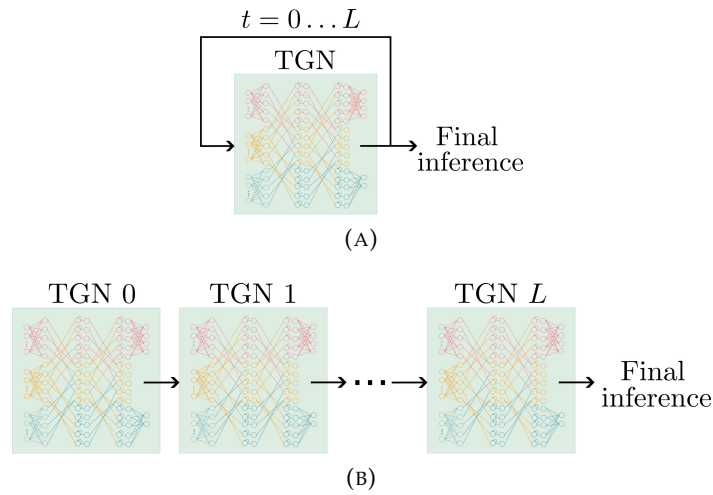 t = 0 … L
TGN
Final
inference
(A)
TGN 0 TGN 1 TGN L
...
Final
inference
(B)